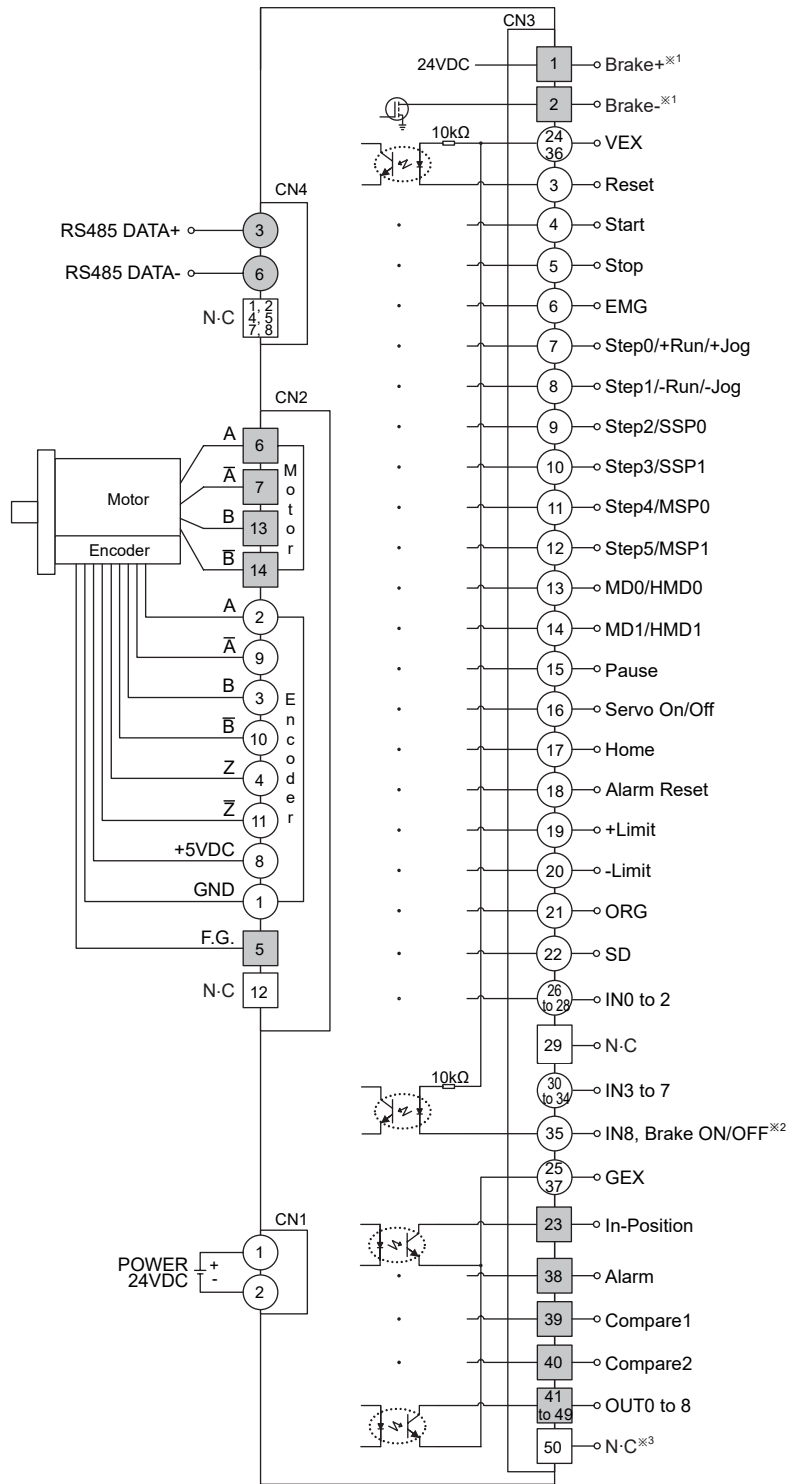 CN3
24VDC
1
Brake+※1
2
Brake-※1
10kΩ
24
36
VEX
3
Reset
4
Start
5
Stop
6
EMG
7
Step0/+Run/+Jog
8
Step1/-Run/-Jog
9
Step2/SSP0
10
Step3/SSP1
11
Step4/MSP0
12
Step5/MSP1
13
MD0/HMD0
14
MD1/HMD1
15
Pause
16
Servo On/Off
17
Home
18
Alarm Reset
19
+Limit
20
-Limit
21
ORG
22
SD
26
to 28
IN0 to 2
29
N·C
10kΩ
30
to 34
IN3 to 7
35
IN8, Brake ON/OFF※2
25
37
GEX
23
In-Position
38
Alarm
39
Compare1
40
Compare2
41
to 49
OUT0 to 8
50
N·C※3
CN4
RS485 DATA+
3
RS485 DATA-
6
N·C
1, 2
4, 5
7, 8
CN2
Motor
Encoder
A
6
A̅
7
B
13
B̅
14
Motor
A
2
A̅
9
B
3
B̅
10
Z
4
Z̅
11
+5VDC
8
GND
1
Encoder
F.G.
5
N·C
12
CN1
POWER
24VDC
+
-
1
2